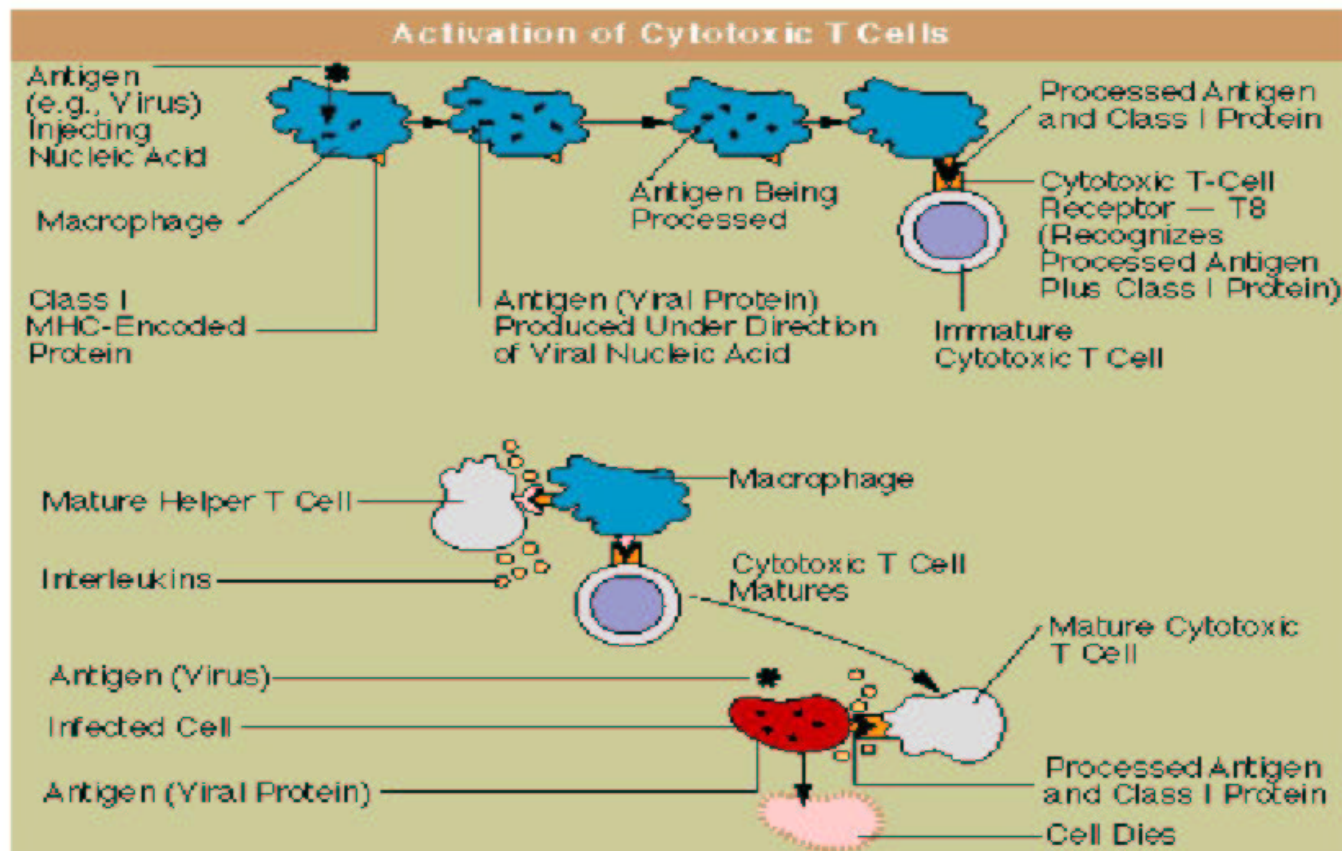 Activation of Cytotoxic T Cells
Antigen
(e.g., Virus)
Injecting
Nucleic Acid
Macrophage
Class I
MHC-Encoded
Protein
Antigen (Viral Protein)
Produced Under Direction
of Viral Nucleic Acid
Antigen Being
Processed
Processed Antigen
and Class I Protein
Cytotoxic T-Cell
Receptor — T8
(Recognizes
Processed Antigen
Plus Class I Protein)
Immature
Cytotoxic T Cell
Mature Helper T Cell
Macrophage
Interleukins
Cytotoxic T Cell
Matures
Mature Cytotoxic
T Cell
Antigen (Virus)
Infected Cell
Antigen (Viral Protein)
Processed Antigen
and Class I Protein
Cell Dies